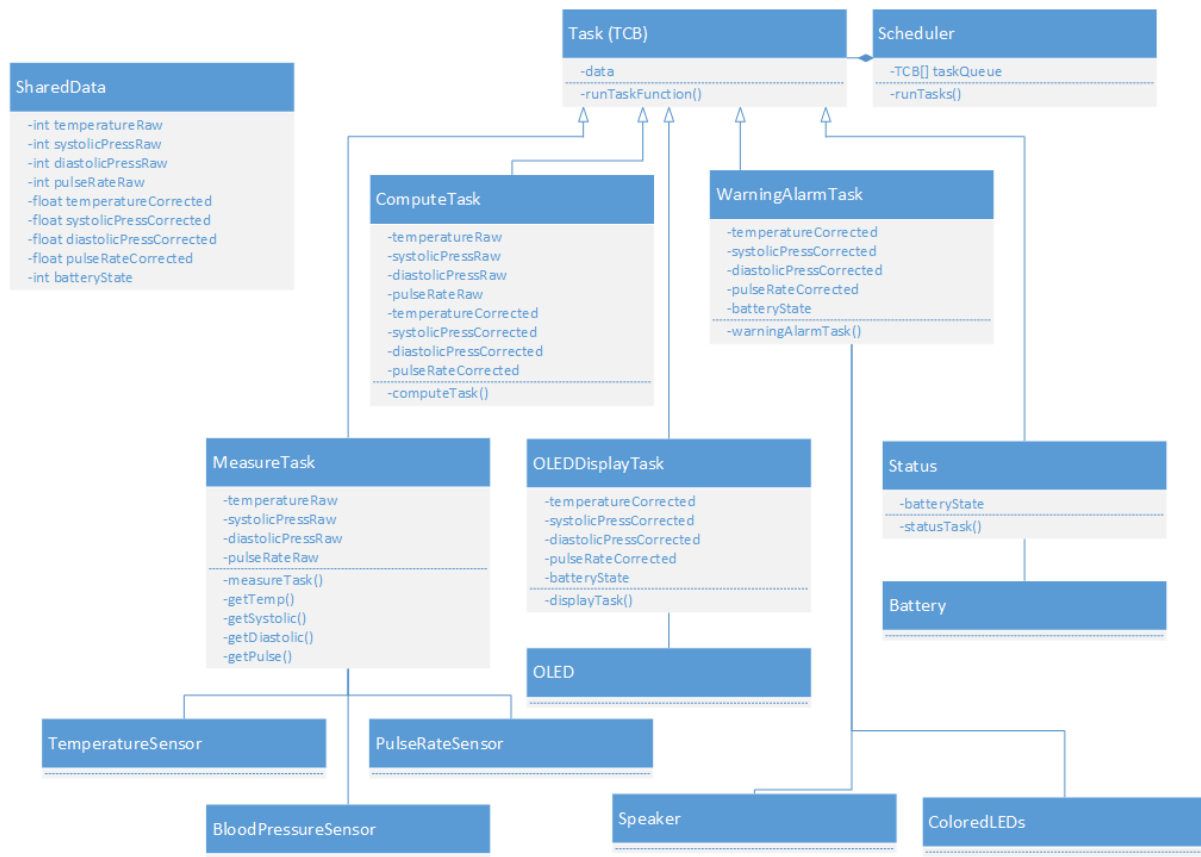 Task (TCB)
-data
-runTaskFunction()
Scheduler
-TCB[] taskQueue
-runTasks()
SharedData
-int temperatureRaw
-int systolicPressRaw
-int diastolicPressRaw
-int pulseRateRaw
-float temperatureCorrected
-float systolicPressCorrected
-float diastolicPressCorrected
-float pulseRateCorrected
-int batteryState
ComputeTask
-temperatureRaw
-systolicPressRaw
-diastolicPressRaw
-pulseRateRaw
-temperatureCorrected
-systolicPressCorrected
-diastolicPressCorrected
-pulseRateCorrected
-computeTask()
WarningAlarmTask
-temperatureCorrected
-systolicPressCorrected
-diastolicPressCorrected
-pulseRateCorrected
-batteryState
-warningAlarmTask()
MeasureTask
-temperatureRaw
-systolicPressRaw
-diastolicPressRaw
-pulseRateRaw
-measureTask()
-getTemp()
-getSystolic()
-getDiastolic()
-getPulse()
OLEDDisplayTask
-temperatureCorrected
-systolicPressCorrected
-diastolicPressCorrected
-pulseRateCorrected
-batteryState
-displayTask()
Status
-batteryState
-statusTask()
Battery
OLED
TemperatureSensor
PulseRateSensor
BloodPressureSensor
Speaker
ColoredLEDs